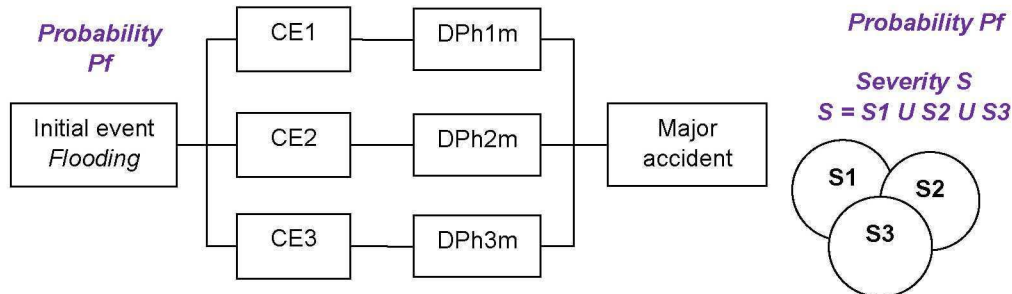 Probability
Pf
Initial event
Flooding
CE1
DPh1m
CE2
DPh2m
CE3
DPh3m
Major
accident
Probability Pf
Severity S
S = S1 U S2 U S3
S1
S2
S3